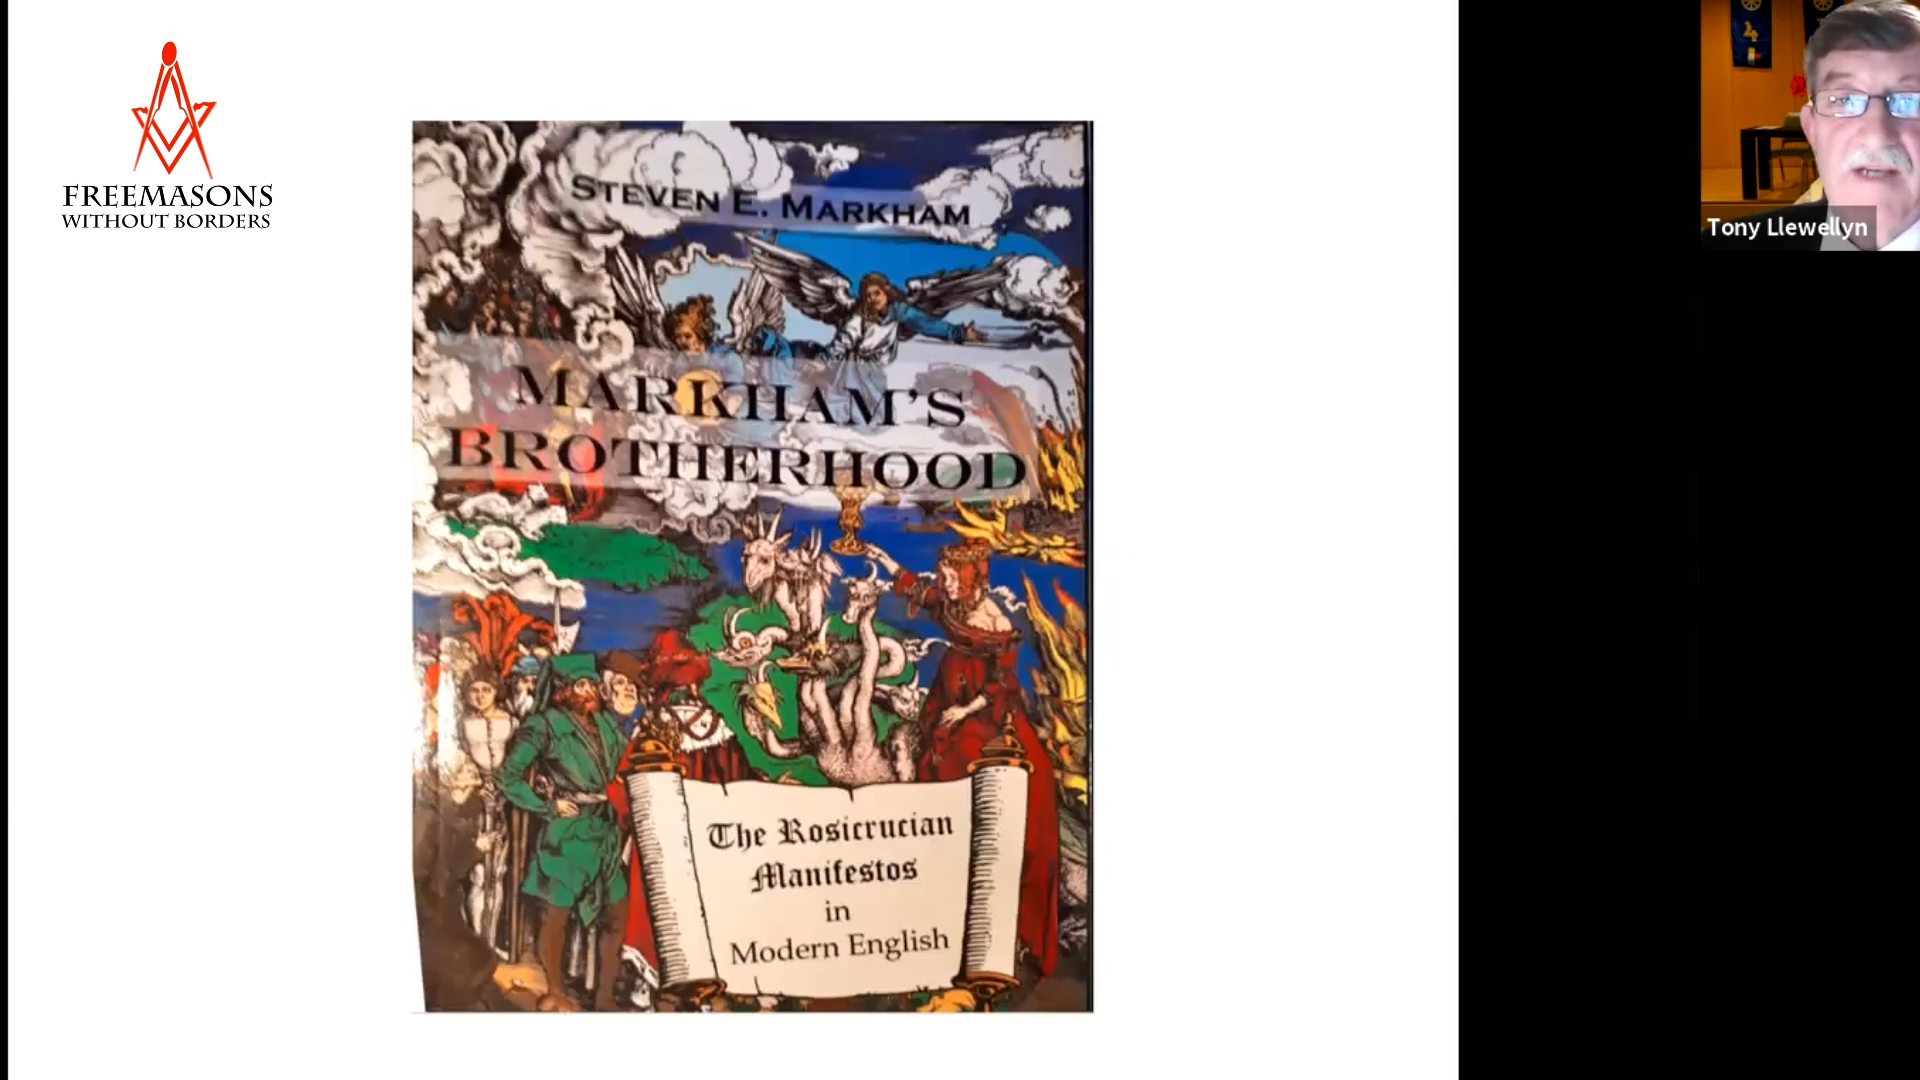 FREEMASONS
WITHOUT BORDERS
STEVEN E. MARKHAM
MARKHAM'S
BROTHERHOOD
The Rosicrucian
Manifestos
in
Modern English
Tony Llewellyn